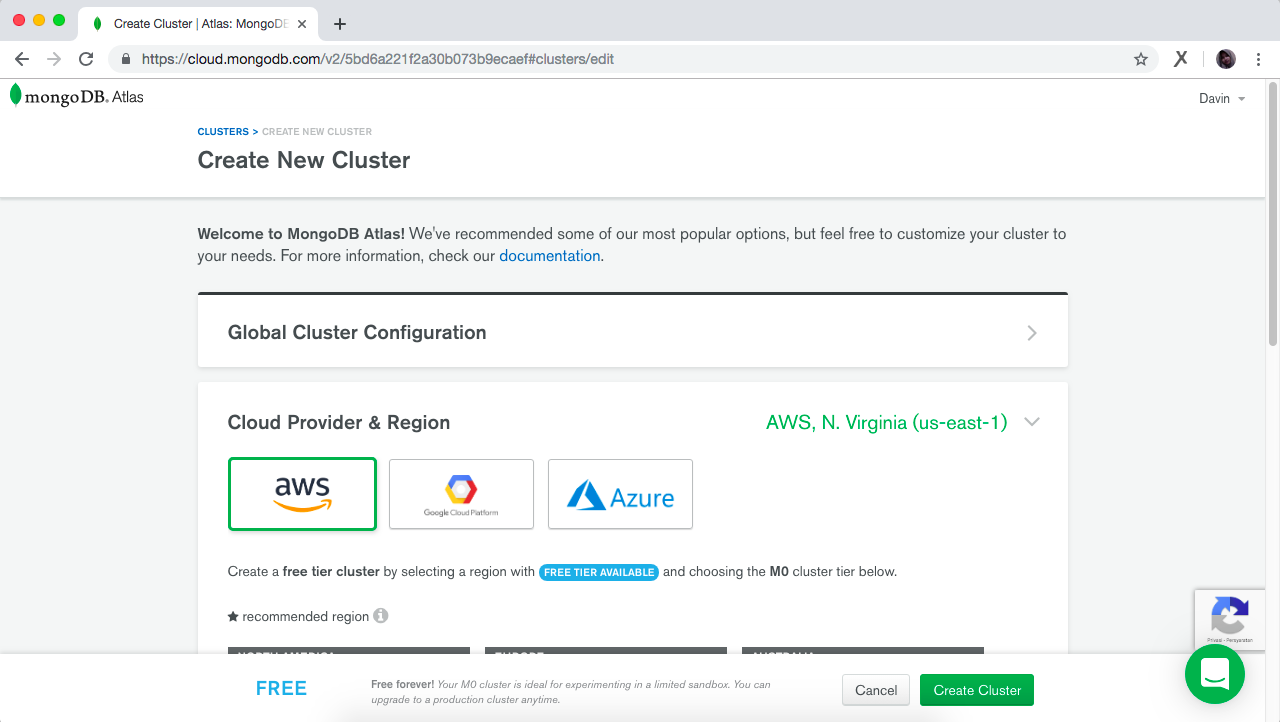 Create Cluster | Atlas: MongoDB
https://cloud.mongodb.com/v2/5bd6a221f2a30b073b9ecaef#clusters/edit
mongoDB. Atlas
Davin
CLUSTERS > CREATE NEW CLUSTER
Create New Cluster
Welcome to MongoDB Atlas! We've recommended some of our most popular options, but feel free to customize your cluster to
your needs. For more information, check our documentation.
Global Cluster Configuration
Cloud Provider & Region
AWS, N. Virginia (us-east-1)
aws
Google Cloud Platform
Azure
Create a free tier cluster by selecting a region with FREE TIER AVAILABLE and choosing the M0 cluster tier below.
recommended region
NORTH AMERICA
EUROPE
AUSTRALIA
Privasi - Persyaratan
FREE
Free forever! Your M0 cluster is ideal for experimenting in a limited sandbox. You can
upgrade to a production cluster anytime.
Cancel
Create Cluster